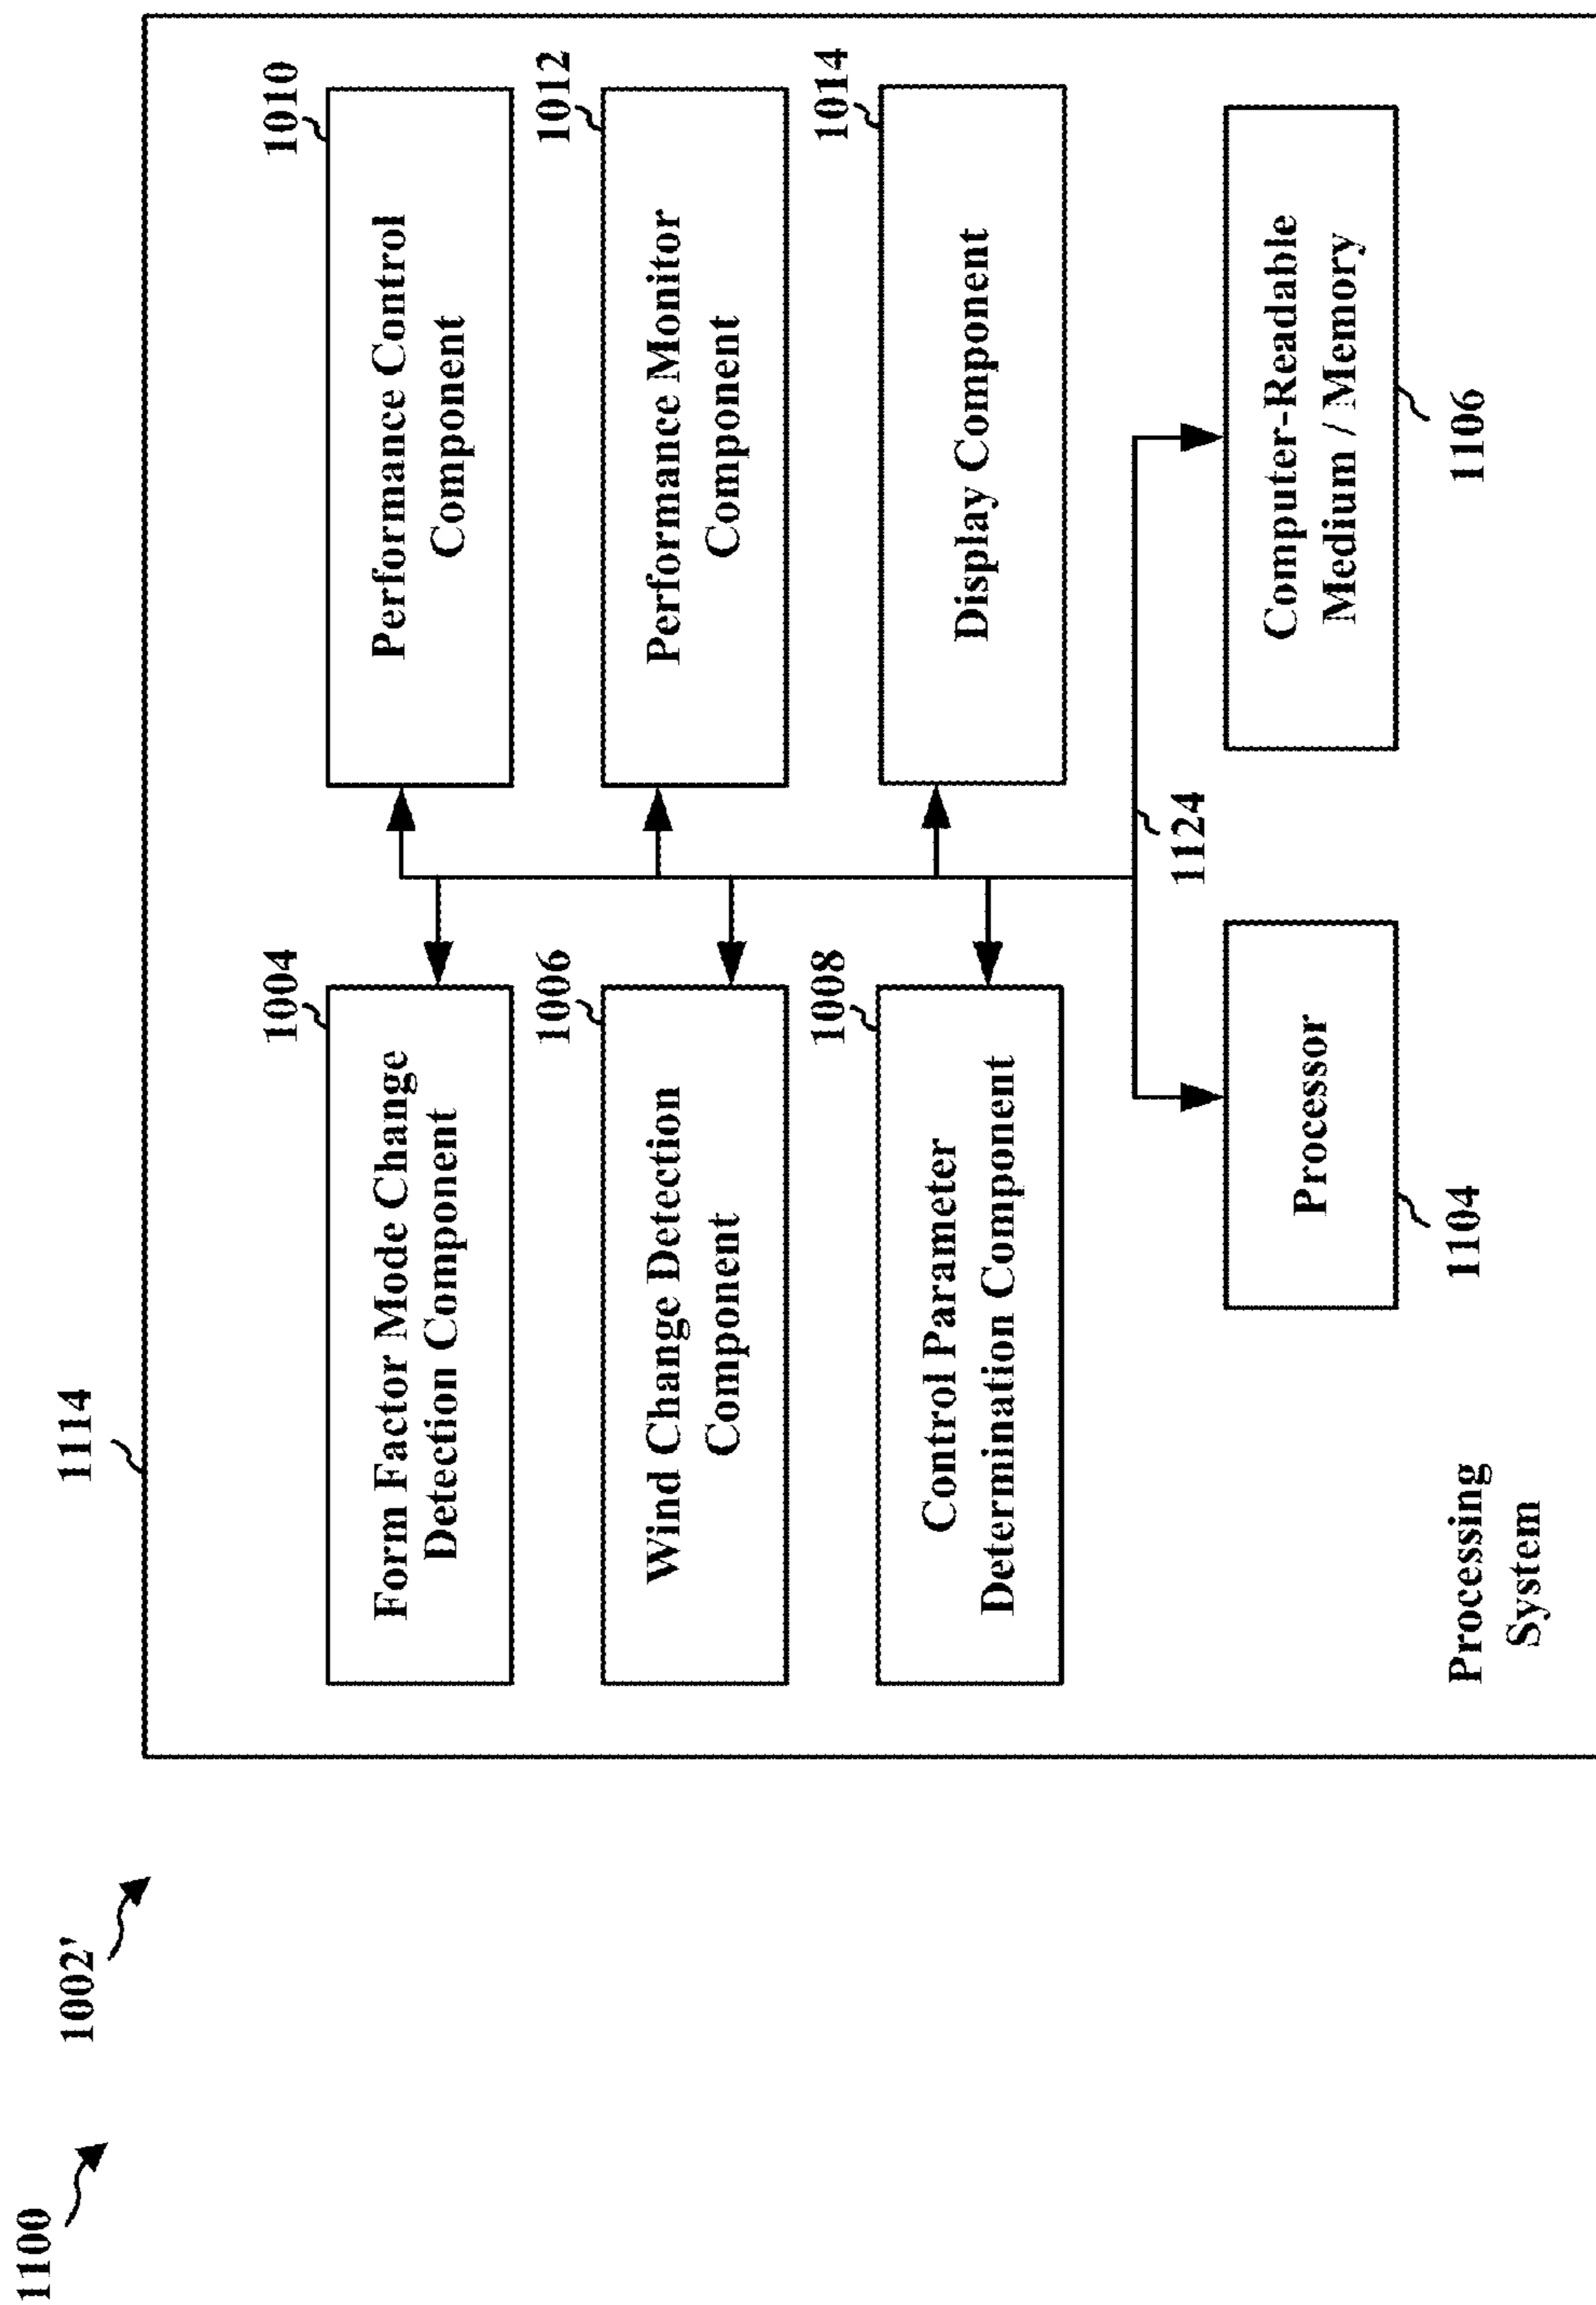 1100
1002'
1114
1004
1010
Form Factor Mode Change
Detection Component
Performance Control
Component
1006
1012
Wind Change Detection
Component
Performance Monitor
Component
1008
1014
Control Parameter
Determination Component
Display Component
1124
Processor
Computer-Readable
Medium / Memory
1104
1106
Processing
System